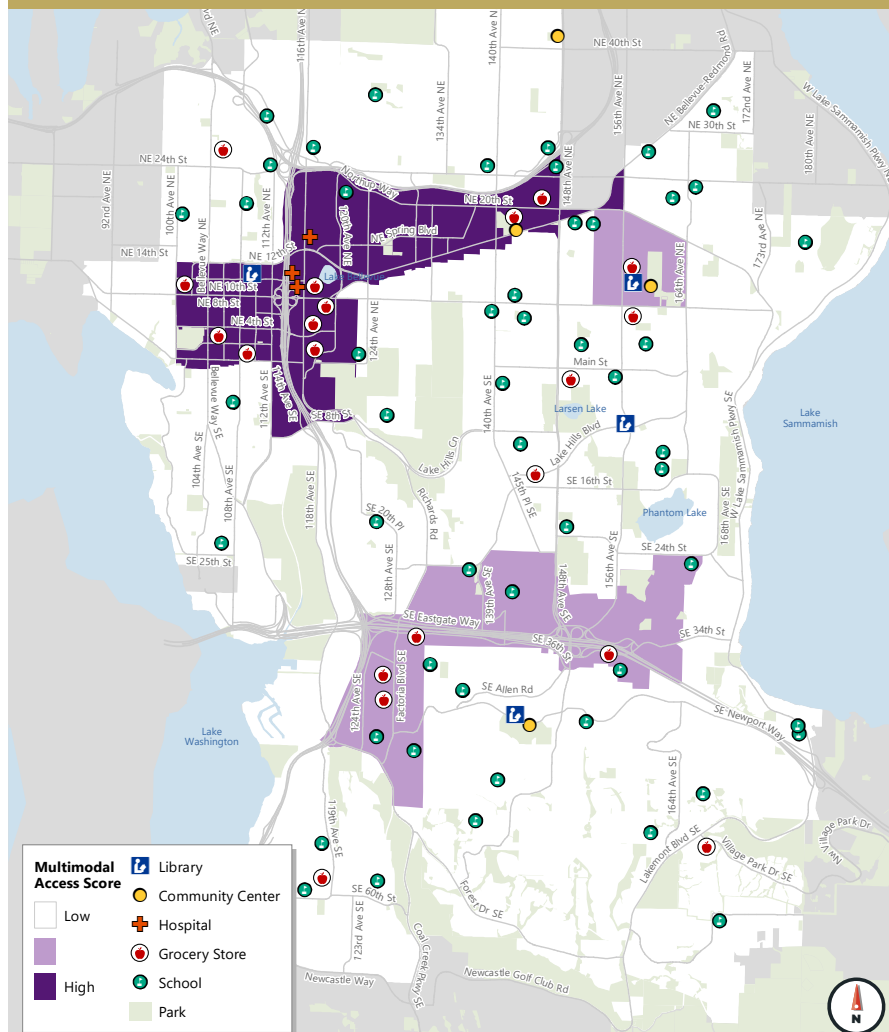 116th Ave N
vd NE
140th Ave NE
NE 40th St
NE Bellevue-Redmond Rd
W Lake Sammamish Pkwy NE
134th Ave NE
156th Ave NE
172nd Ave NE
NE 30th St
180th Ave NE
NE 24th St
148th Ave NE
92nd Ave NE
100th Ave NE
Northup Way
NE 20th St
112th Ave NE
120th Ave NE
NE Spring Blvd
Bellevue Way NE
NE 14th St
NE 12th St
164th Ave NE
173rd Ave NE
NE 10th St
NE 8th St
NE 4th St
124th Ave NE
Main St
Bellevue Way SE
112th Ave SE
114th Ave SE
SE 8th St
140th Ave SE
Larsen Lake
Lake
Sammamish
W Lake Sammamish Pkwy SE
104th Ave SE
108th Ave SE
118th Ave SE
Lake Hills Cn
Lake Hills Blvd
145th Pl SE
SE 16th St
Richards Rd
SE 20th Pl
Phantom Lake
168th Ave SE
SE 25th St
128th Ave SE
139th Ave SE
148th Ave SE
156th Ave SE
SE 24th St
SE Eastgate Way
SE 36th St
SE 34th St
124th Ave SE
Factoria Blvd SE
SE Allen Rd
SE Newport Way
Lake
Washington
164th Ave SE
119th Ave SE
Lakemont Blvd SE
Village Park Dr SE
Village Park Dr
NW
SE 60th St
123rd Ave SE
Forest Dr SE
Coal Creek Pkwy SE
Newcastle Way
Newcastle Golf Club Rd
Multimodal
Access Score
Low
High
Library
Community Center
Hospital
Grocery Store
School
Park
N